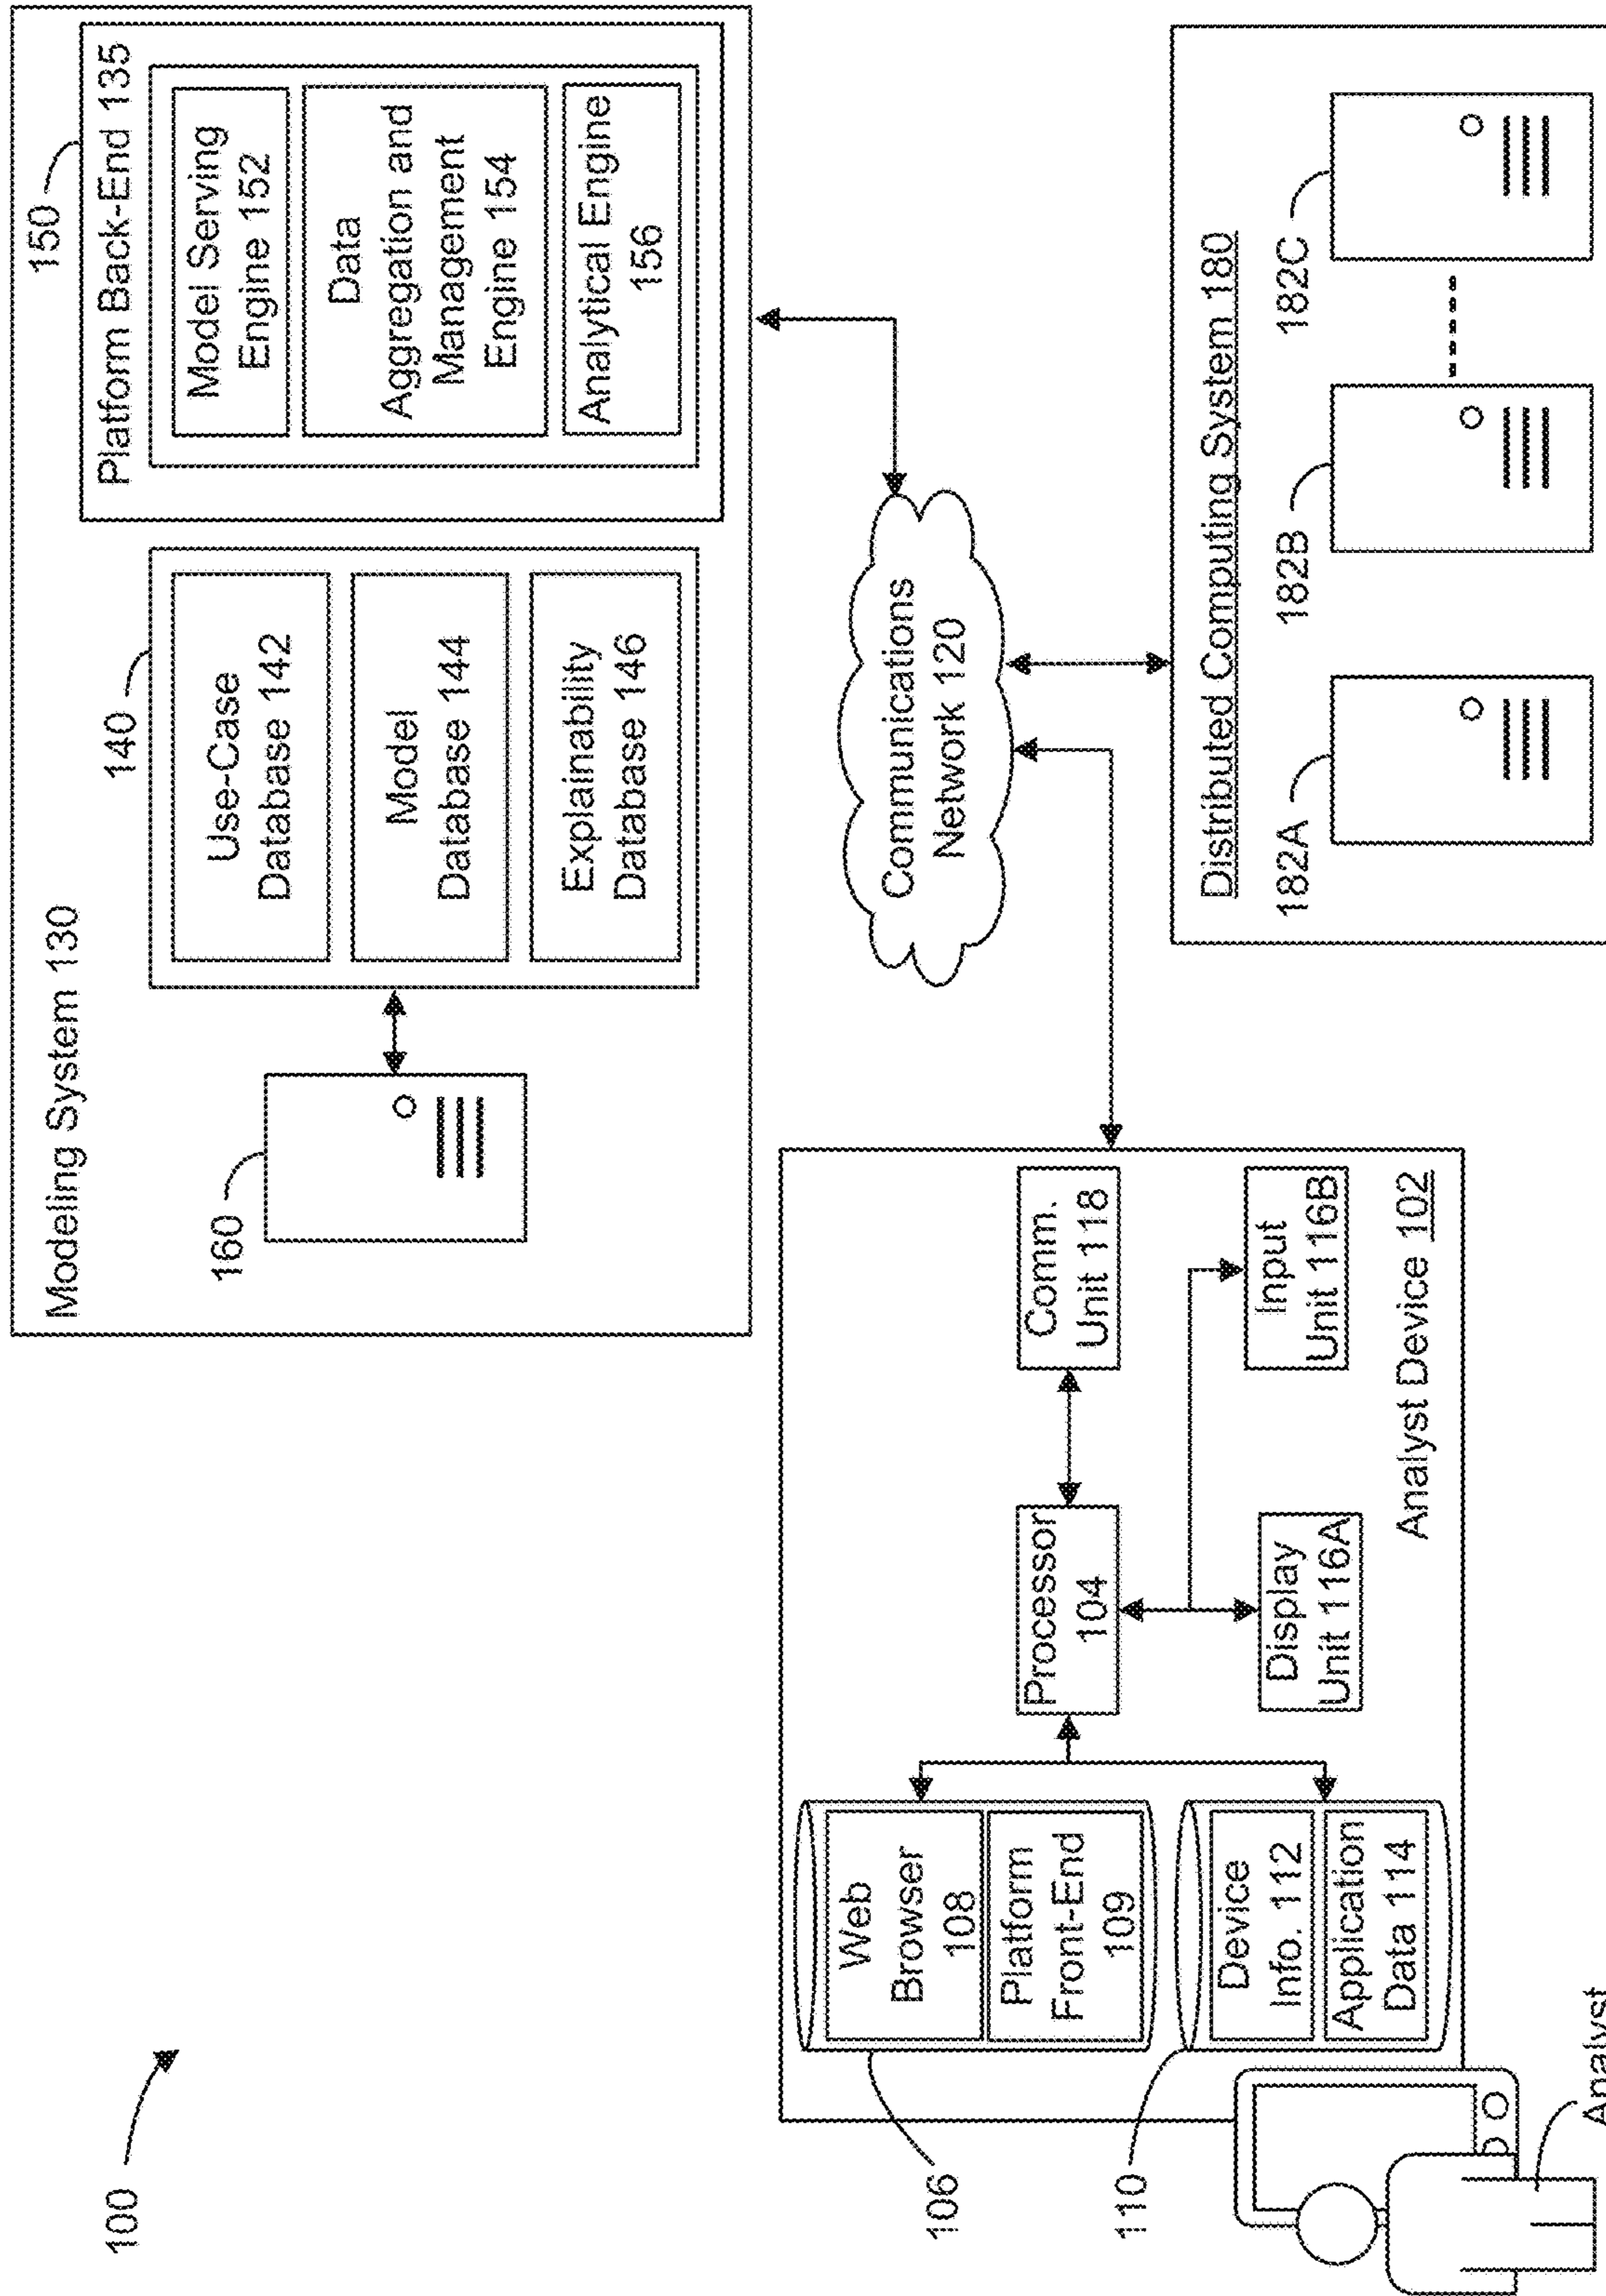 100
Modeling System 130
160
140
Use-Case
Database 142
Model
Database 144
Explainability
Database 146
150
Platform Back-End 135
Model Serving
Engine 152
Data
Aggregation and
Management
Engine 154
Analytical Engine
156
Communications
Network 120
106
Web
Browser
108
Platform
Front-End
109
110
Device
Info. 112
Application
Data 114
Processor
104
Comm.
Unit 118
Display
Unit 116A
Input
Unit 116B
Analyst Device 102
Distributed Computing System 180
182A
182B
182C
Analyst